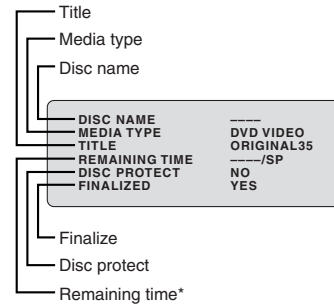 Title
Media type
Disc name
DISC NAME ––––
MEDIA TYPE DVD VIDEO
TITLE ORIGINAL35
REMAINING TIME ––––/SP
DISC PROTECT NO
FINALIZED YES
Finalize
Disc protect
Remaining time*